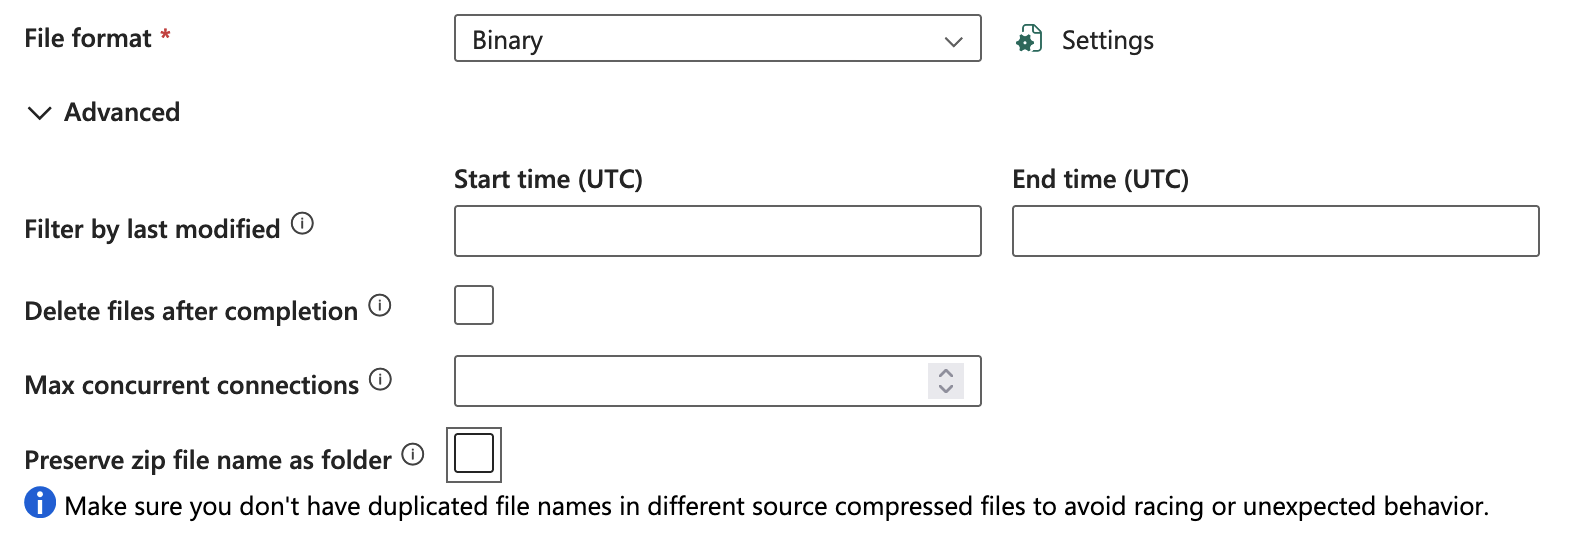 File format *
Binary
Settings
Advanced
Start time (UTC)
End time (UTC)
Filter by last modified
Delete files after completion
Max concurrent connections
Preserve zip file name as folder
Make sure you don't have duplicated file names in different source compressed files to avoid racing or unexpected behavior.